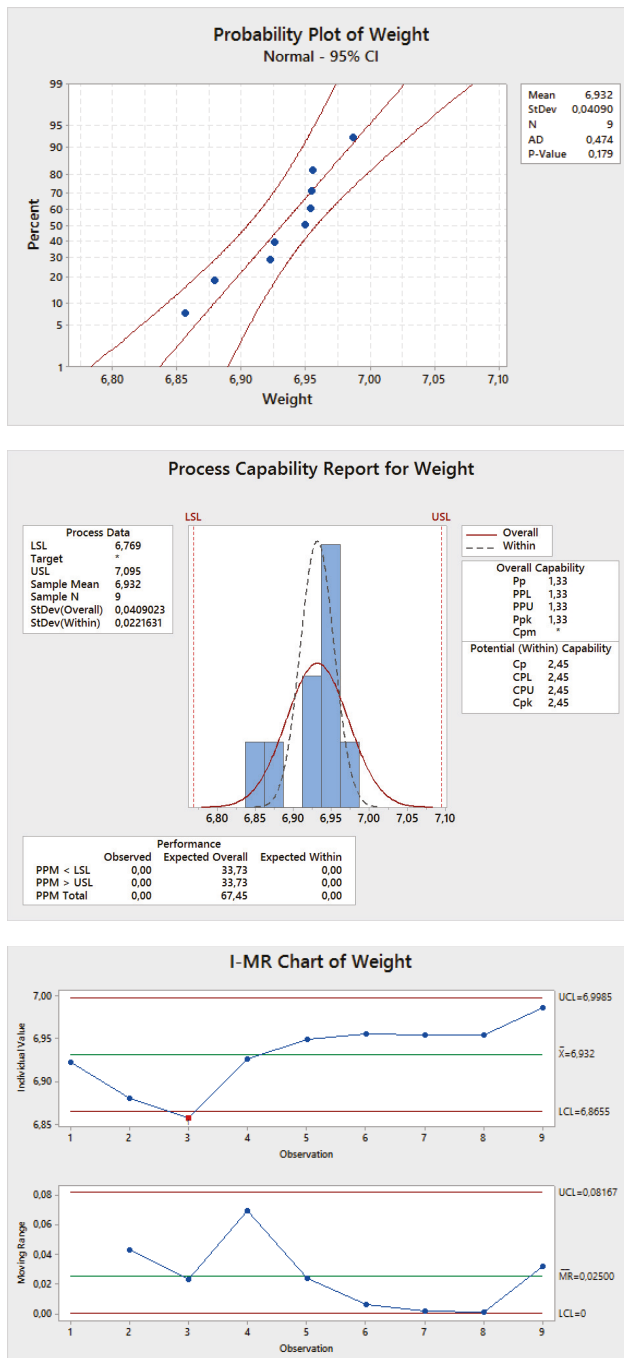 Probability Plot of Weight
Normal - 95% CI
99
95
90
80
70
60
50
40
30
20
10
5
1
Percent
6,80 6,85 6,90 6,95 7,00 7,05 7,10
Weight
Mean 6,932
StDev 0,04090
N 9
AD 0,474
P-Value 0,179
Process Capability Report for Weight
LSL USL
Process Data
LSL 6,769
Target *
USL 7,095
Sample Mean 6,932
Sample N 9
StDev(Overall) 0,0409023
StDev(Within) 0,0221631
Overall
Within
Overall Capability
Pp 1,33
PPL 1,33
PPU 1,33
Ppk 1,33
Cpm *
Potential (Within) Capability
Cp 2,45
CPL 2,45
CPU 2,45
Cpk 2,45
6,80 6,85 6,90 6,95 7,00 7,05 7,10
Performance
Observed Expected Overall Expected Within
PPM < LSL 0,00 33,73 0,00
PPM > USL 0,00 33,73 0,00
PPM Total 0,00 67,45 0,00
I-MR Chart of Weight
Individual Value
7,00
6,95
6,90
6,85
UCL=6,9985
X̄=6,932
LCL=6,8655
1 2 3 4 5 6 7 8 9
Observation
Moving Range
0,08
0,06
0,04
0,02
0,00
UCL=0,08167
M̅R̅=0,02500
LCL=0
1 2 3 4 5 6 7 8 9
Observation